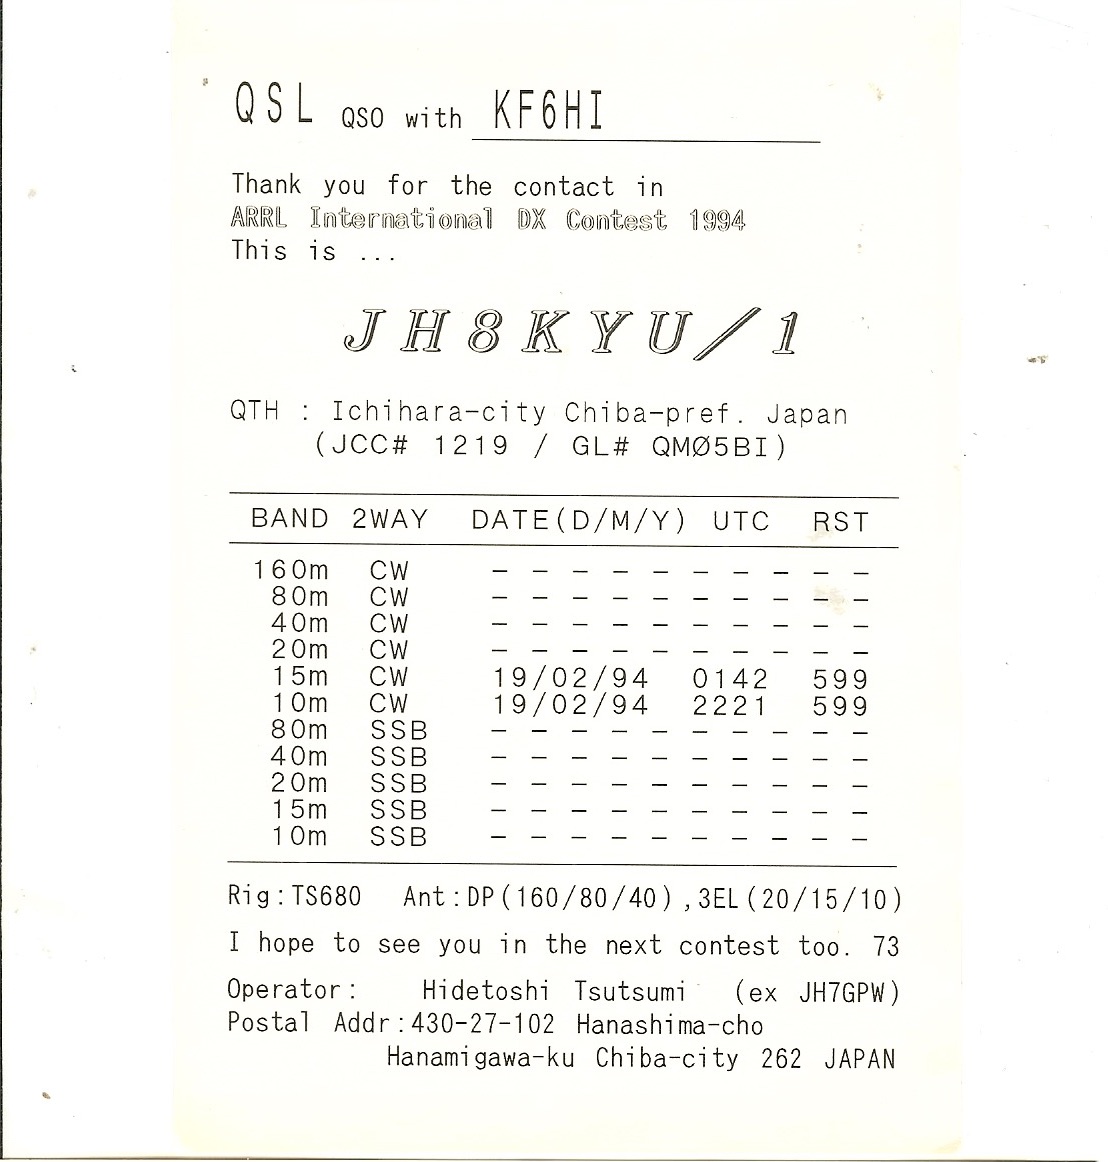 QSL QSO with KF6HI
Thank you for the contact in
ARRL International DX Contest 1994
This is ...
JH8KYU/1
QTH : Ichihara-city Chiba-pref. Japan
(JCC# 1219 / GL# QMØ5BI)
BAND 2WAY DATE(D/M/Y) UTC RST
160m CW – – – – – – – – – –
80m CW – – – – – – – – – –
40m CW – – – – – – – – – –
20m CW – – – – – – – – – –
15m CW 19/02/94 0142 599
10m CW 19/02/94 2221 599
80m SSB – – – – – – – – – –
40m SSB – – – – – – – – – –
20m SSB – – – – – – – – – –
15m SSB – – – – – – – – – –
10m SSB – – – – – – – – – –
Rig:TS680 Ant:DP(160/80/40),3EL(20/15/10)
I hope to see you in the next contest too. 73
Operator: Hidetoshi Tsutsumi (ex JH7GPW)
Postal Addr:430-27-102 Hanashima-cho
Hanamigawa-ku Chiba-city 262 JAPAN